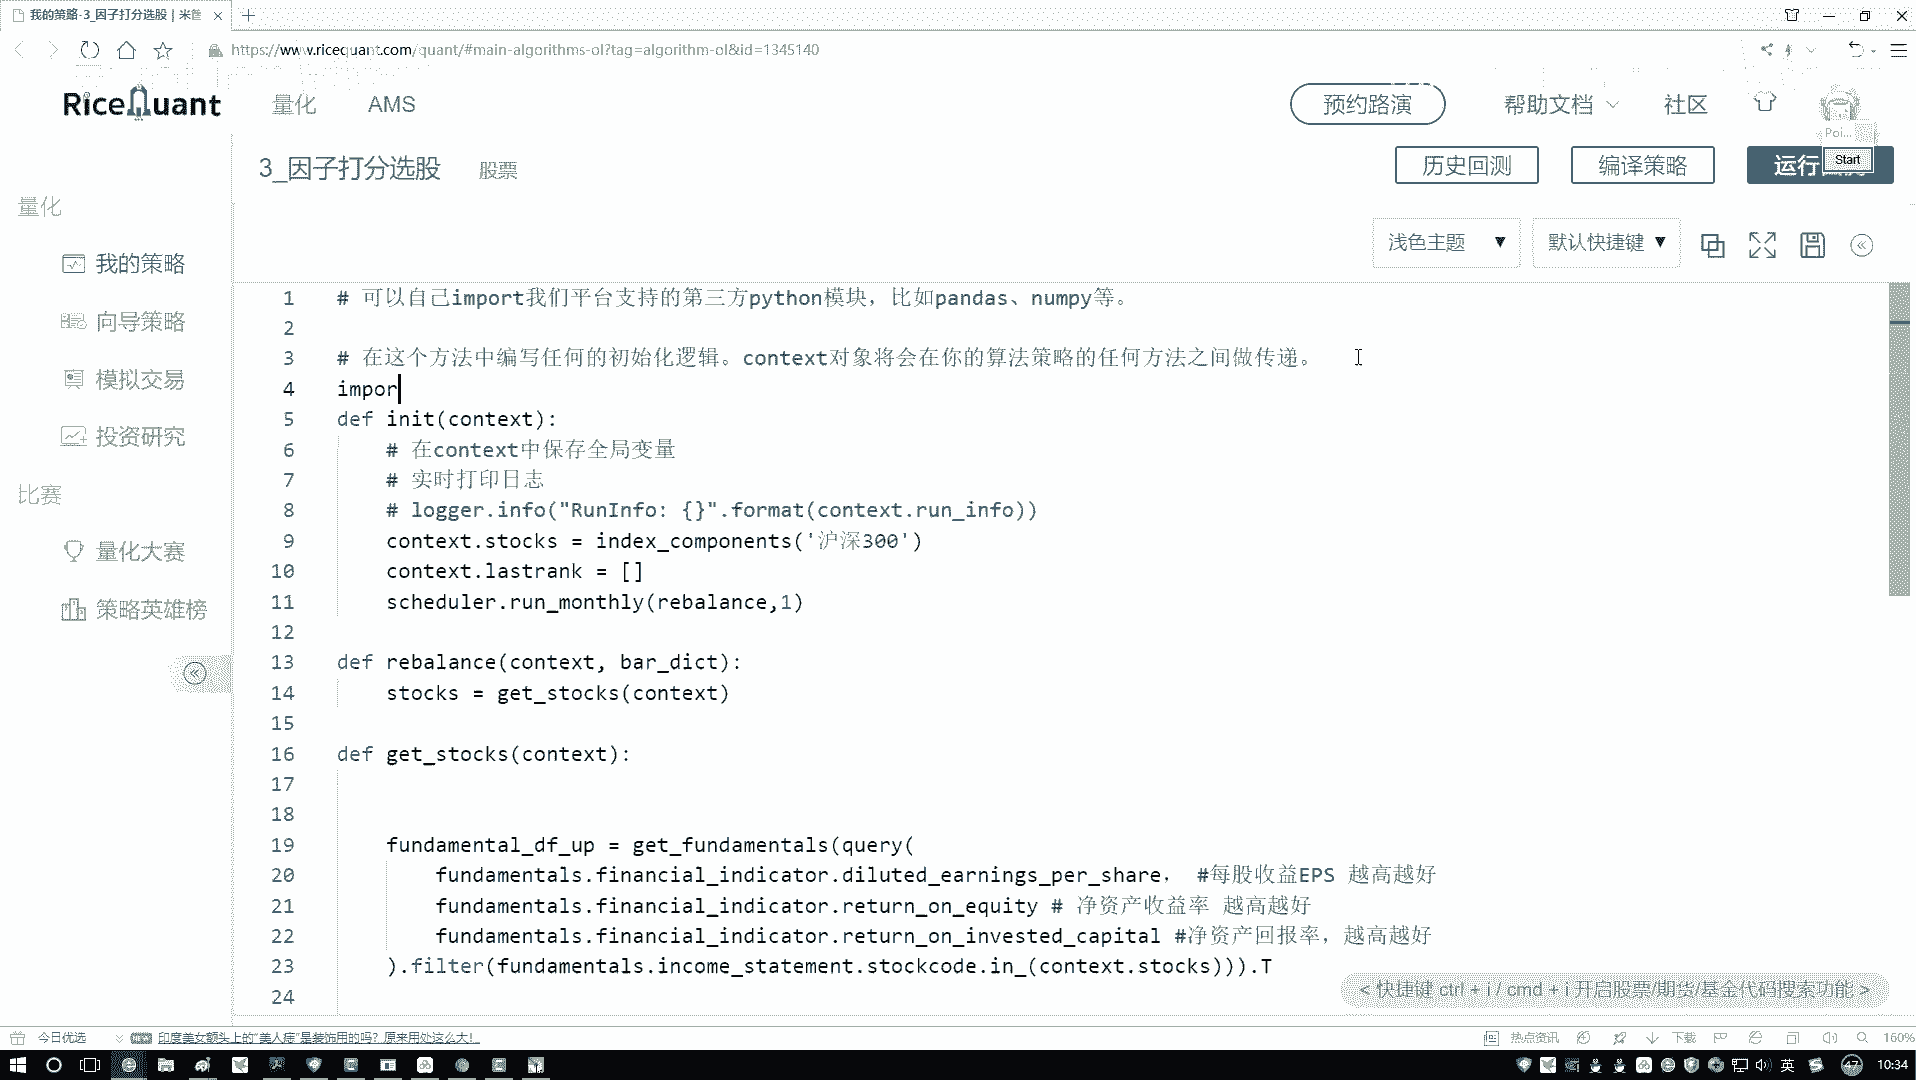 我的策略-3_因子打分选股 | 米筐
https://www.ricequant.com/quant/#main-algorithms-ol?tag=algorithm-ol&id=1345140
RiceQuant 量化 AMS 预约路演 帮助文档 社区
Poi...
Start
3_因子打分选股 股票 历史回测 编译策略 运行
量化
浅色主题 默认快捷键
我的策略
向导策略
模拟交易
投资研究
比赛
量化大赛
策略英雄榜
1 # 可以自己import我们平台支持的第三方python模块，比如pandas、numpy等。
2
3 # 在这个方法中编写任何的初始化逻辑。context对象将会在你的算法策略的任何方法之间做传递。
4 impor
5 def init(context):
6 # 在context中保存全局变量
7 # 实时打印日志
8 # logger.info("RunInfo: {}".format(context.run_info))
9 context.stocks = index_components('沪深300')
10 context.lastrank = []
11 scheduler.run_monthly(rebalance,1)
12
13 def rebalance(context, bar_dict):
14 stocks = get_stocks(context)
15
16 def get_stocks(context):
17
18
19 fundamental_df_up = get_fundamentals(query(
20 fundamentals.financial_indicator.diluted_earnings_per_share， #每股收益EPS 越高越好
21 fundamentals.financial_indicator.return_on_equity # 净资产收益率 越高越好
22 fundamentals.financial_indicator.return_on_invested_capital #净资产回报率，越高越好
23 ).filter(fundamentals.income_statement.stockcode.in_(context.stocks))).T
24
< 快捷键 ctrl + i / cmd + i 开启股票/期货/基金代码搜索功能 >
今日优选 印度美女额头上的“美人痣”是装饰用的吗？原来用处这么大！ 热点资讯 下载 160%
英 47 10:34